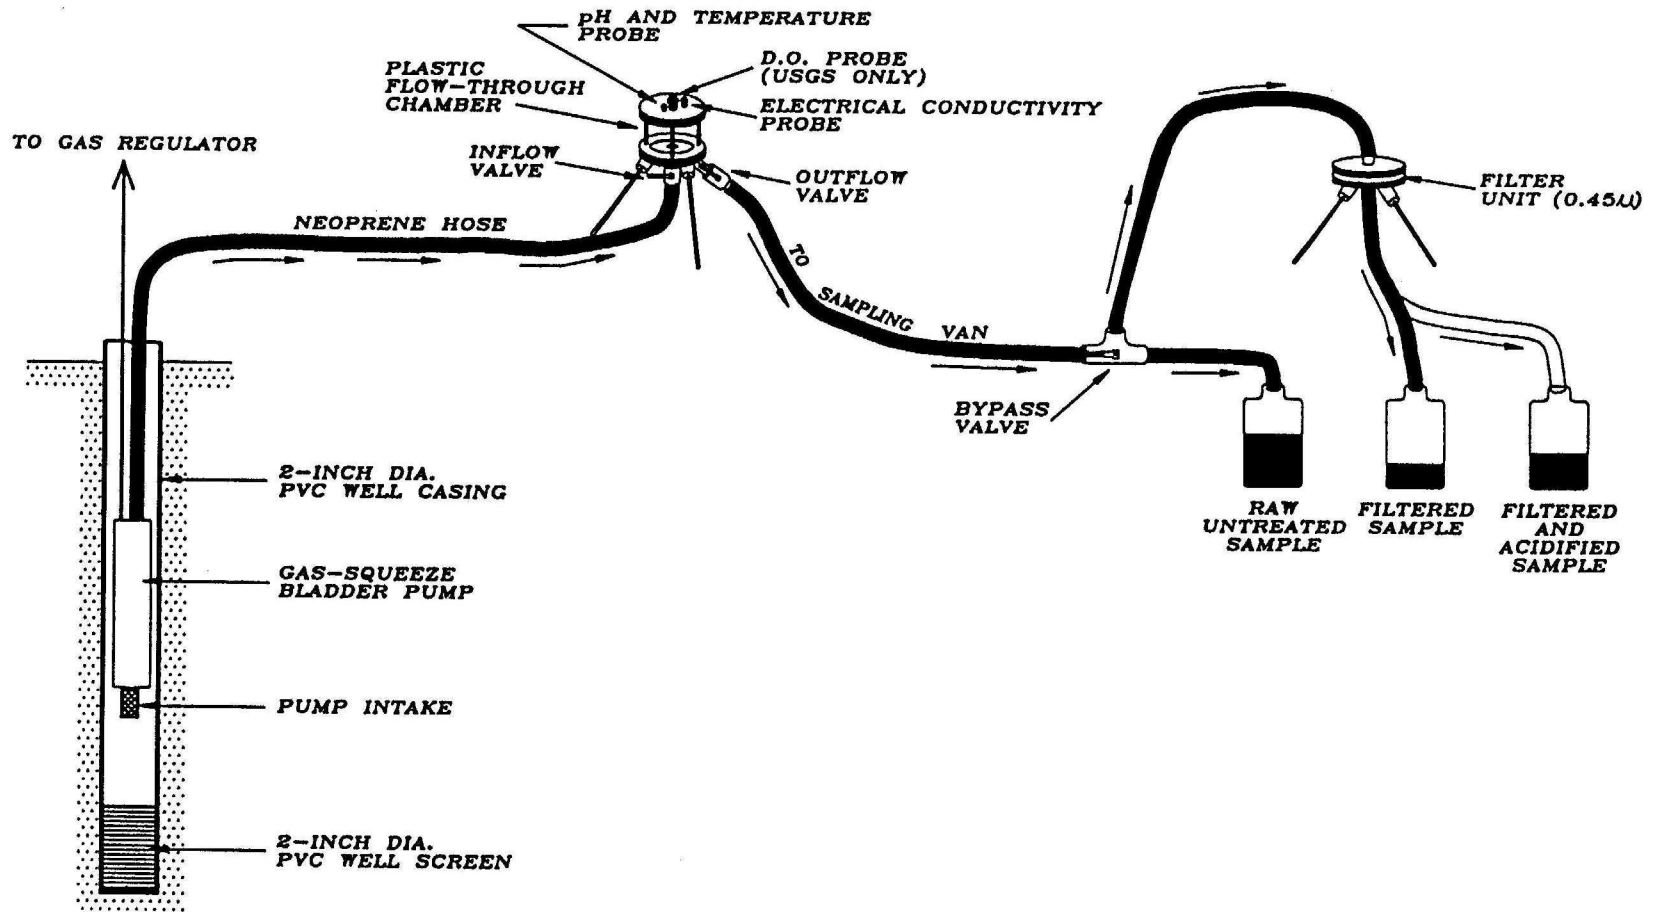 pH AND TEMPERATURE
PROBE
D.O. PROBE
(USGS ONLY)
PLASTIC
FLOW-THROUGH
CHAMBER
ELECTRICAL CONDUCTIVITY
PROBE
TO GAS REGULATOR
INFLOW
VALVE
OUTFLOW
VALVE
FILTER
UNIT (0.45μ)
NEOPRENE HOSE
TO
SAMPLING
VAN
BYPASS
VALVE
2-INCH DIA.
PVC WELL CASING
RAW
UNTREATED
SAMPLE
FILTERED
SAMPLE
FILTERED
AND
ACIDIFIED
SAMPLE
GAS-SQUEEZE
BLADDER PUMP
PUMP INTAKE
2-INCH DIA.
PVC WELL SCREEN